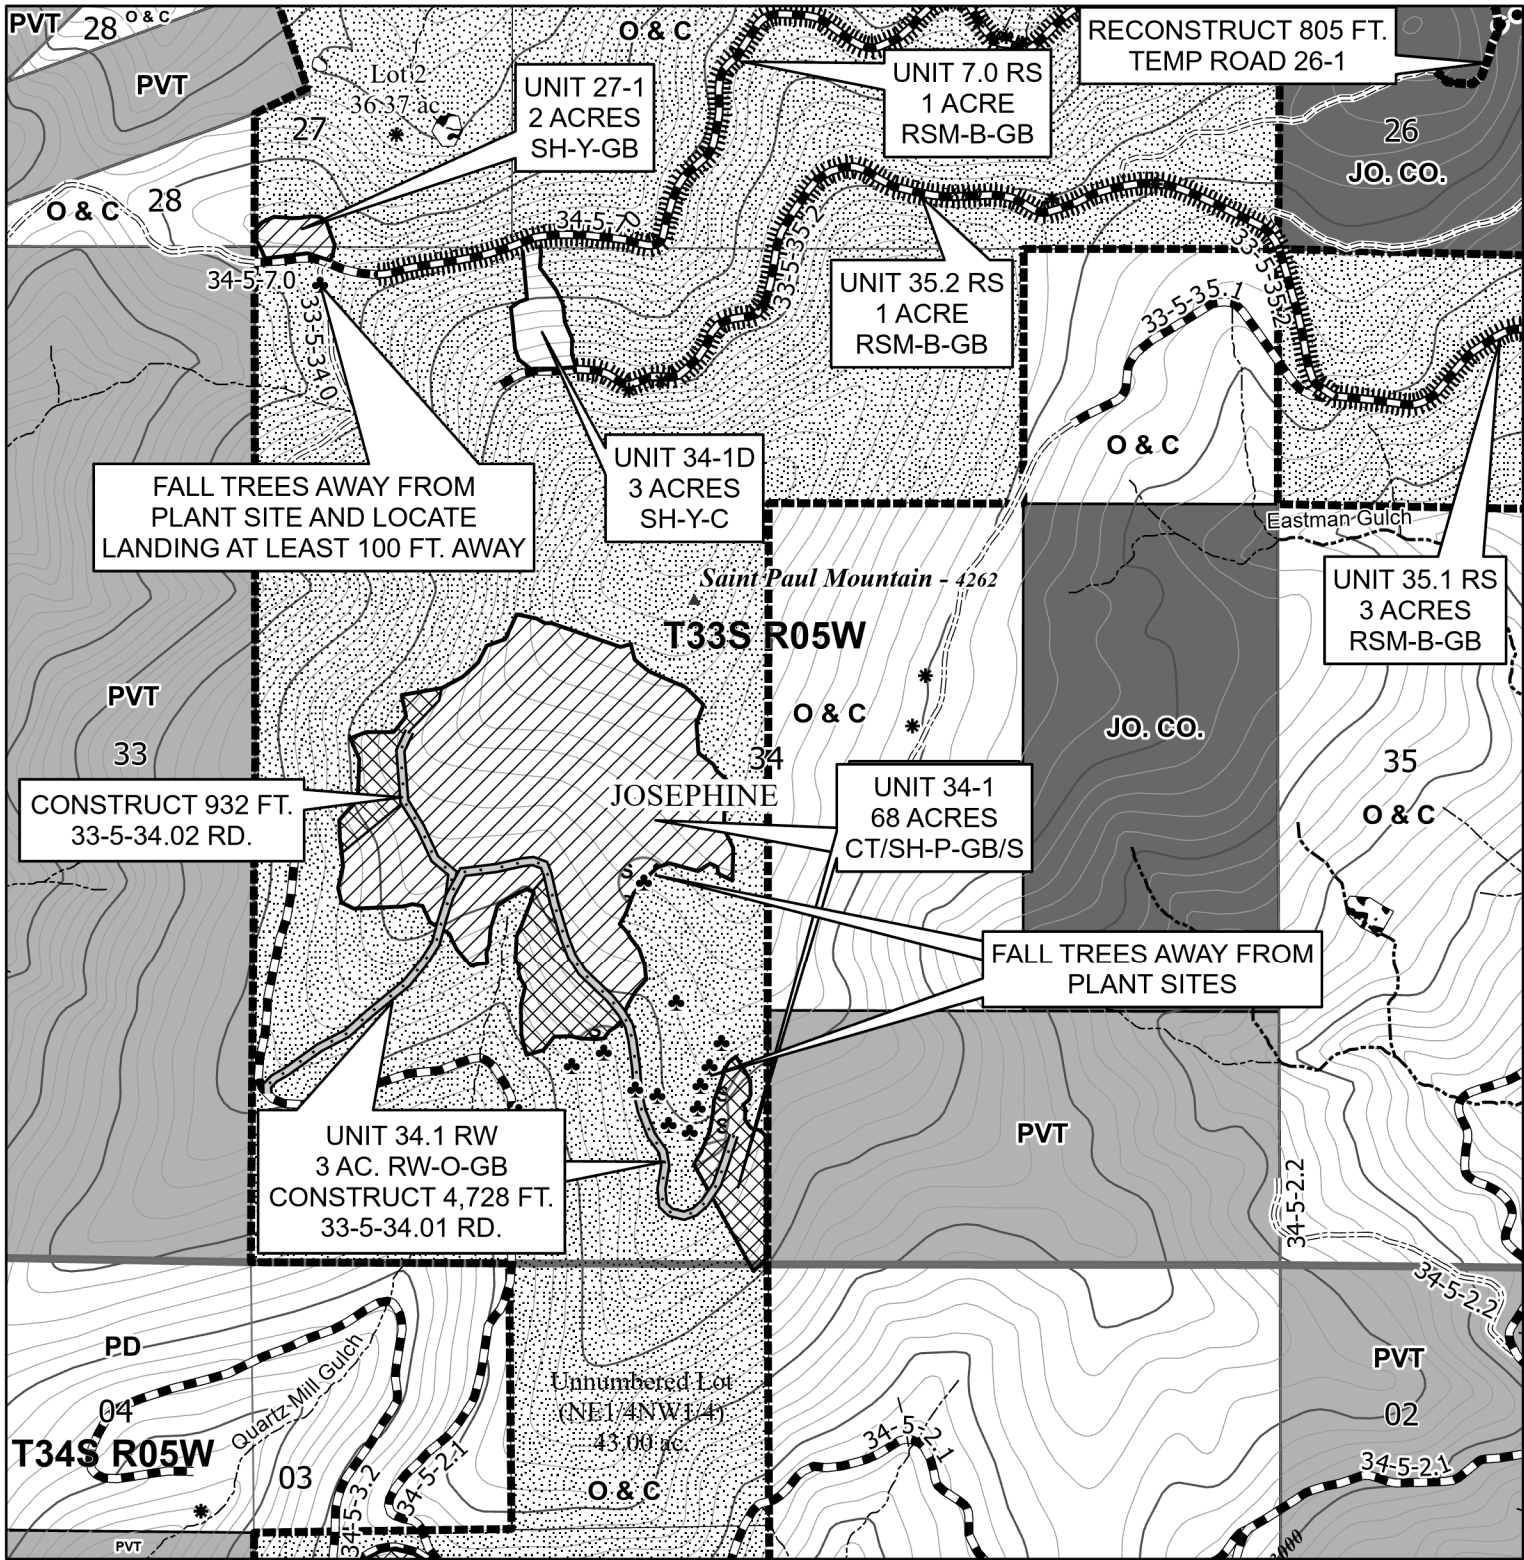 PVT
28
O & C
PVT
O & C
RECONSTRUCT 805 FT.
TEMP ROAD 26-1
Lot 2
36.37 ac.
27
UNIT 27-1
2 ACRES
SH-Y-GB
UNIT 7.0 RS
1 ACRE
RSM-B-GB
26
JO. CO.
28
O & C
34-5-7.0
34-5-7.0
33-5-34.0
33-5-35.2
33-5-35.2
33-5-35.1
UNIT 35.2 RS
1 ACRE
RSM-B-GB
O & C
FALL TREES AWAY FROM
PLANT SITE AND LOCATE
LANDING AT LEAST 100 FT. AWAY
UNIT 34-1D
3 ACRES
SH-Y-C
Eastman Gulch
UNIT 35.1 RS
3 ACRES
RSM-B-GB
Saint Paul Mountain - 4262
T33S R05W
PVT
33
O & C
34
JO. CO.
35
O & C
CONSTRUCT 932 FT.
33-5-34.02 RD.
JOSEPHINE
UNIT 34-1
68 ACRES
CT/SH-P-GB/S
S
FALL TREES AWAY FROM
PLANT SITES
S
S
S
UNIT 34.1 RW
3 AC. RW-O-GB
CONSTRUCT 4,728 FT.
33-5-34.01 RD.
PVT
34-5-2.2
34-5-2.2
PD
04
T34S R05W
Quartz Mill Gulch
03
34-5-3.2
34-5-2.1
Unnumbered Lot
(NE1/4NW1/4)
43.00 ac.
O & C
34-5-2.1
PVT
02
34-5-2.1
PVT